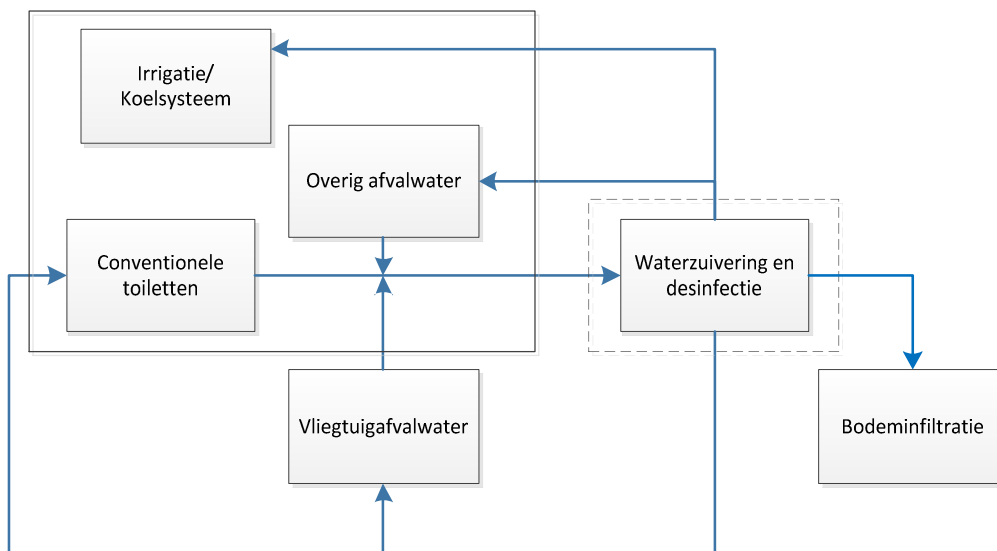 Irrigatie/
Koelsysteem
Overig afvalwater
Conventionele
toiletten
Waterzuivering en
desinfectie
Vliegtuigafvalwater
Bodeminfiltratie